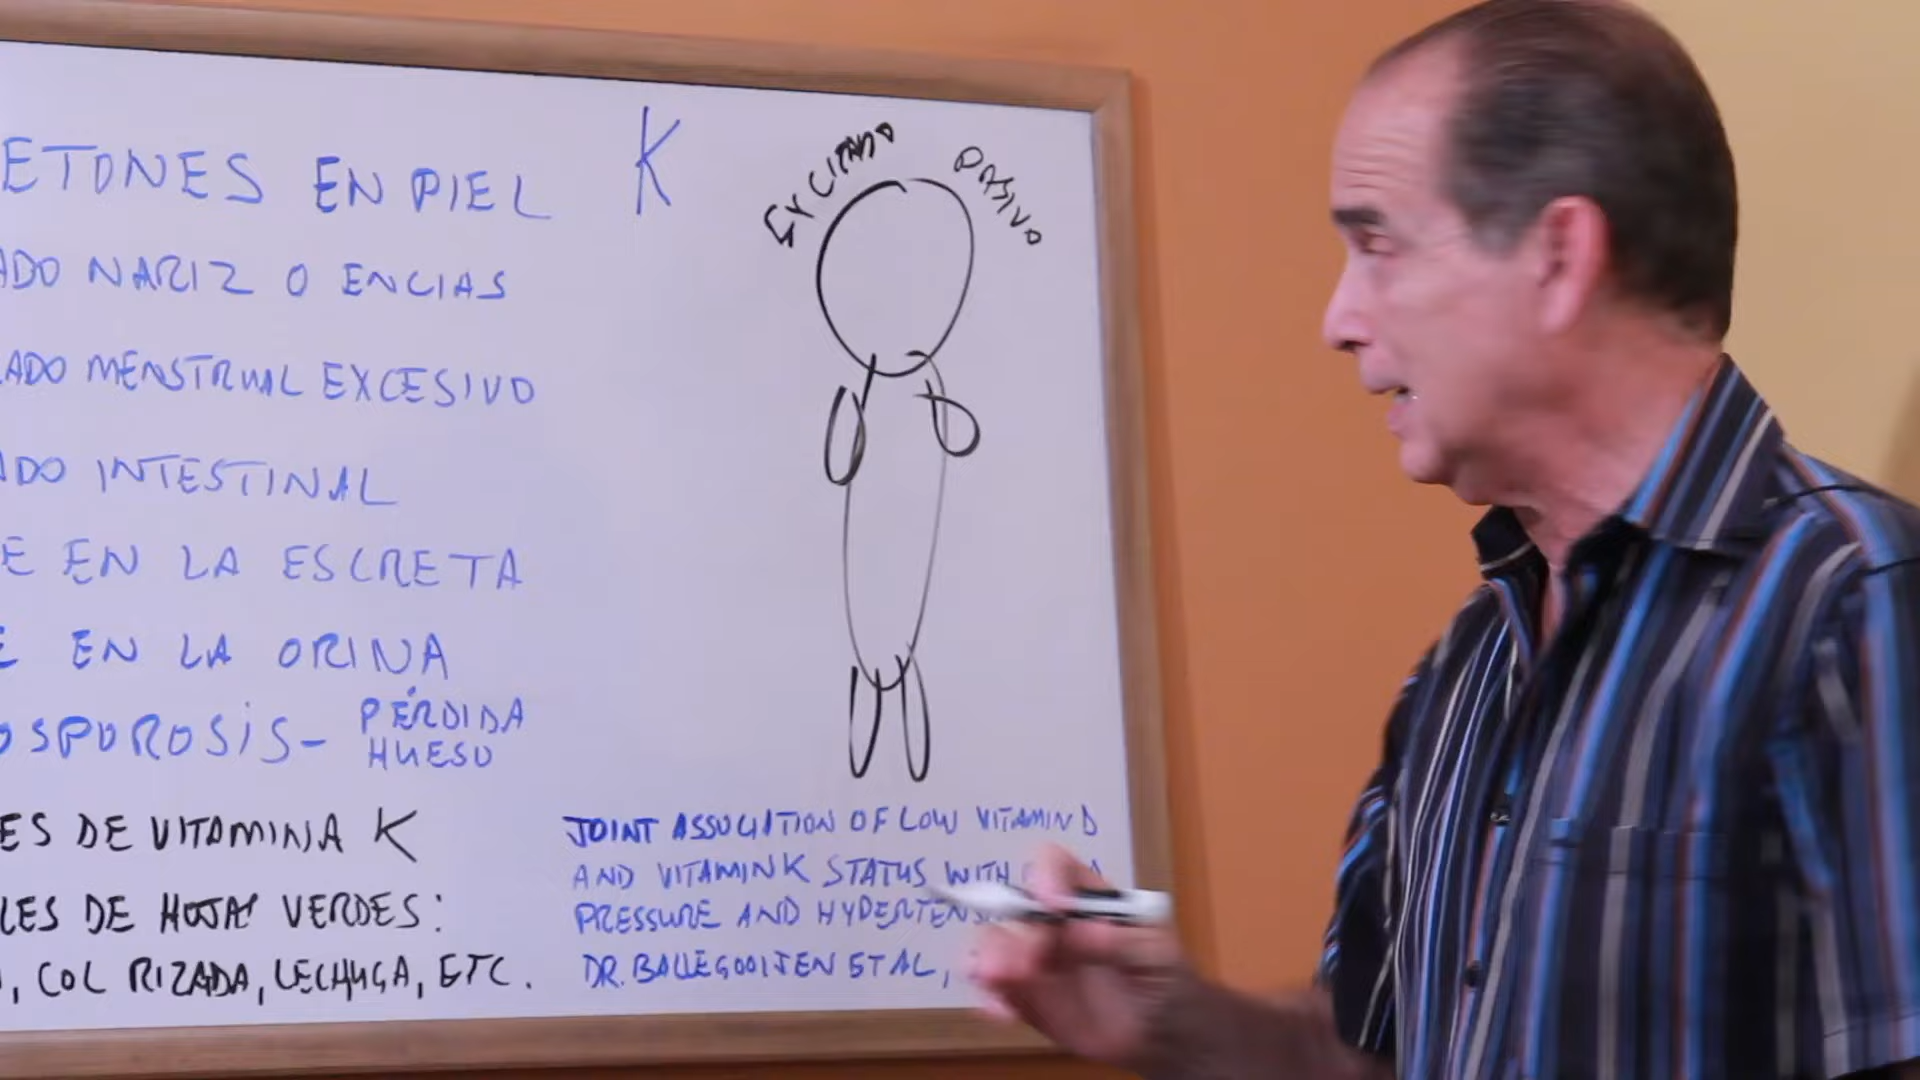 ETONES EN PIEL K
EXCITADO
PASIVO
ADO NARIZ O ENCIAS
RADO MENSTRUAL EXCESIVO
ADO INTESTINAL
E EN LA ESCRETA
E EN LA ORINA
OSPOROSIS- PÉRDIDA
HUESO
ES DE VITAMINA K
LES DE HOJAS VERDES:
, COL RIZADA, LECHUGA, ETC.
JOINT ASSOCIATION OF LOW VITAMIN D
AND VITAMIN K STATUS WITH
PRESSURE AND HYPERTENS
DR. BALLEGOOIJEN ET AL,